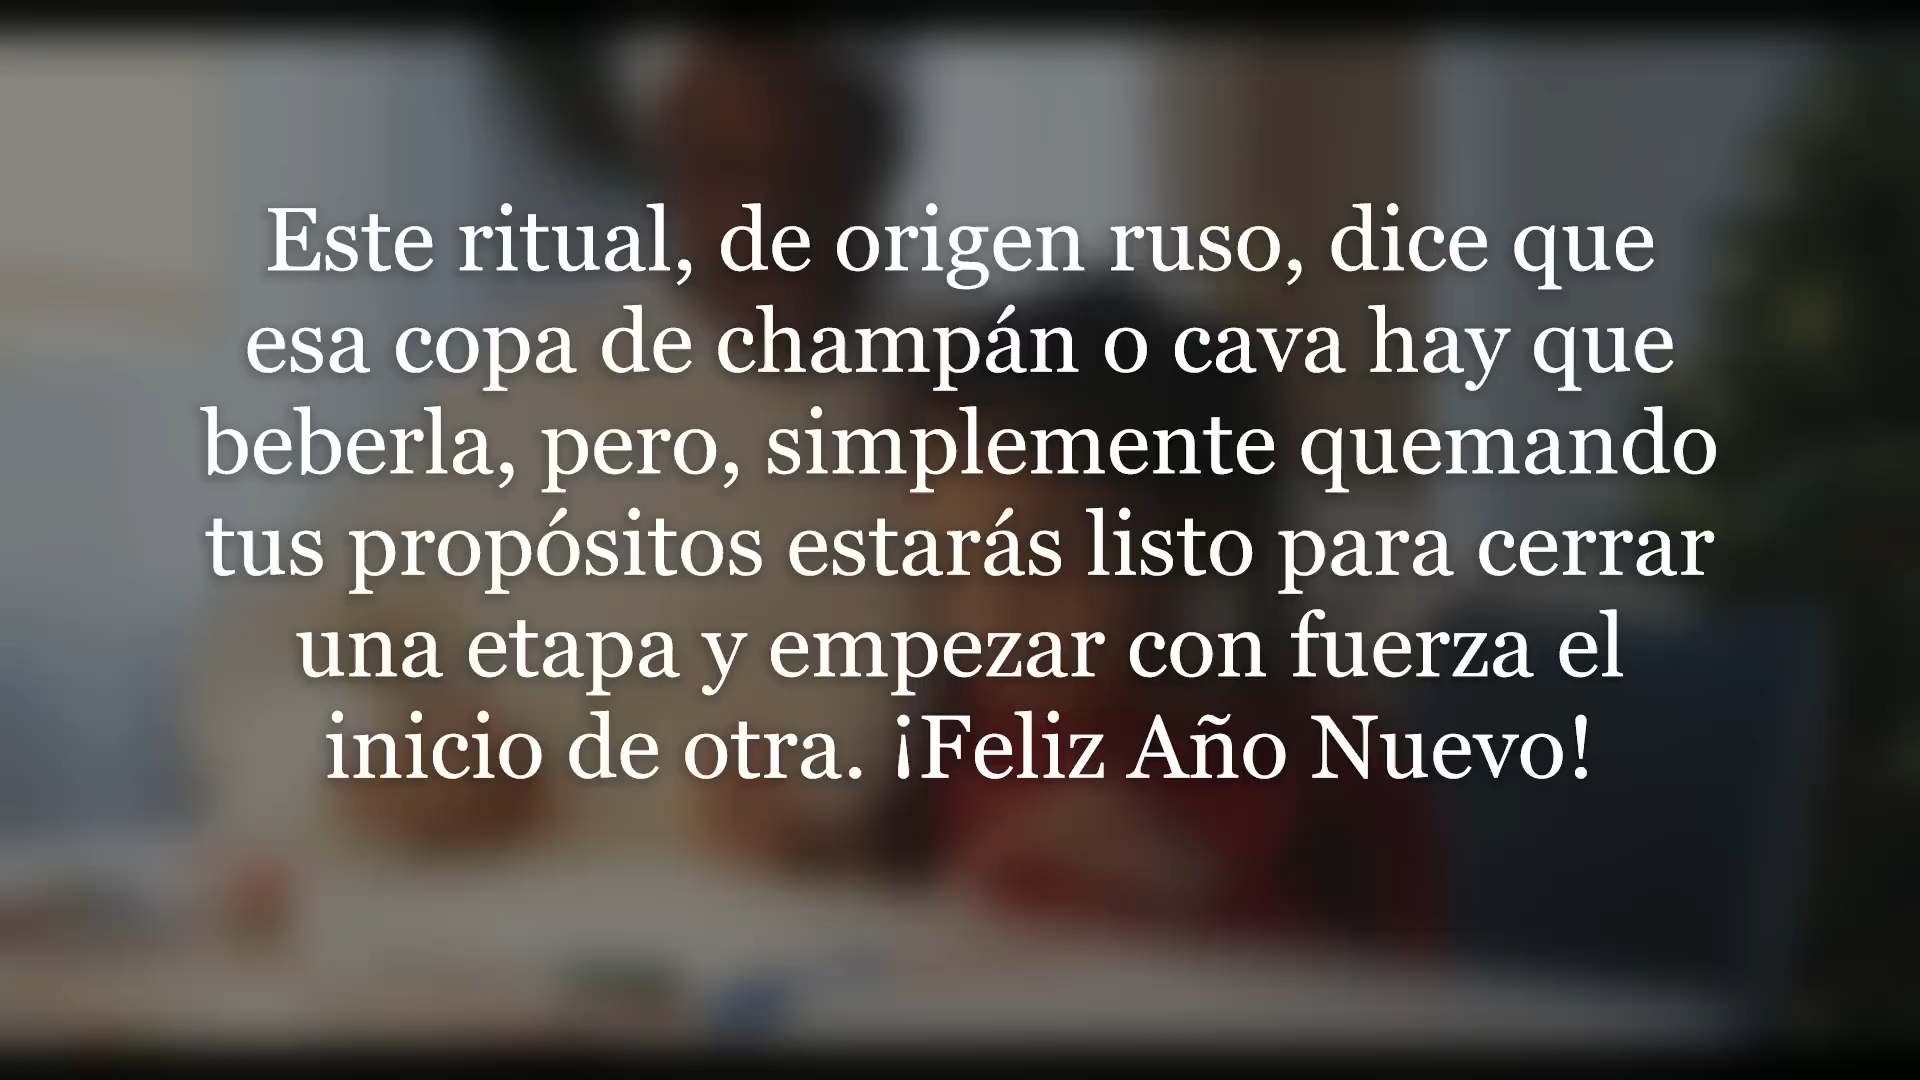 Este ritual, de origen ruso, dice que
esa copa de champán o cava hay que
beberla, pero, simplemente quemando
tus propósitos estarás listo para cerrar
una etapa y empezar con fuerza el
inicio de otra. ¡Feliz Año Nuevo!